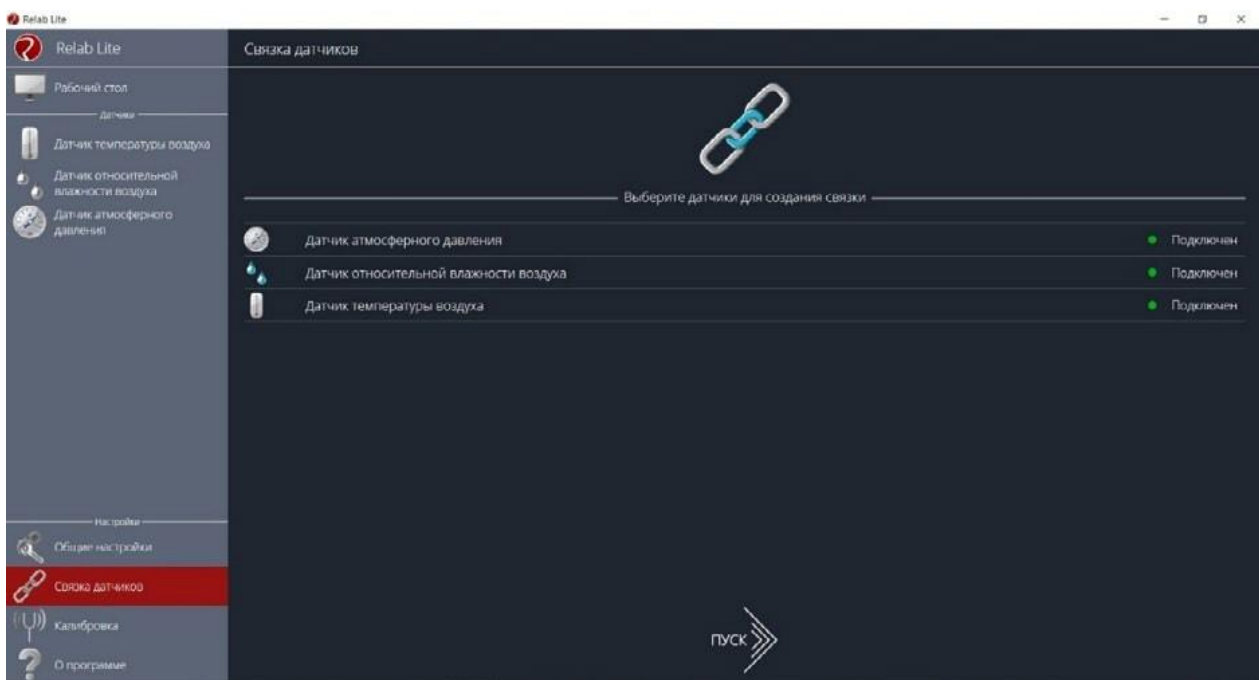 Relab Lite
Relab Lite
Рабочий стол
Датчики
Датчик температуры воздуха
Датчик относительной
влажности воздуха
Датчик атмосферного
давления
Настройки
Общие настройки
Связка датчиков
Калибровка
О программе
Связка датчиков
Выберите датчики для создания связки
Датчик атмосферного давления
Подключен
Датчик относительной влажности воздуха
Подключен
Датчик температуры воздуха
Подключен
ПУСК